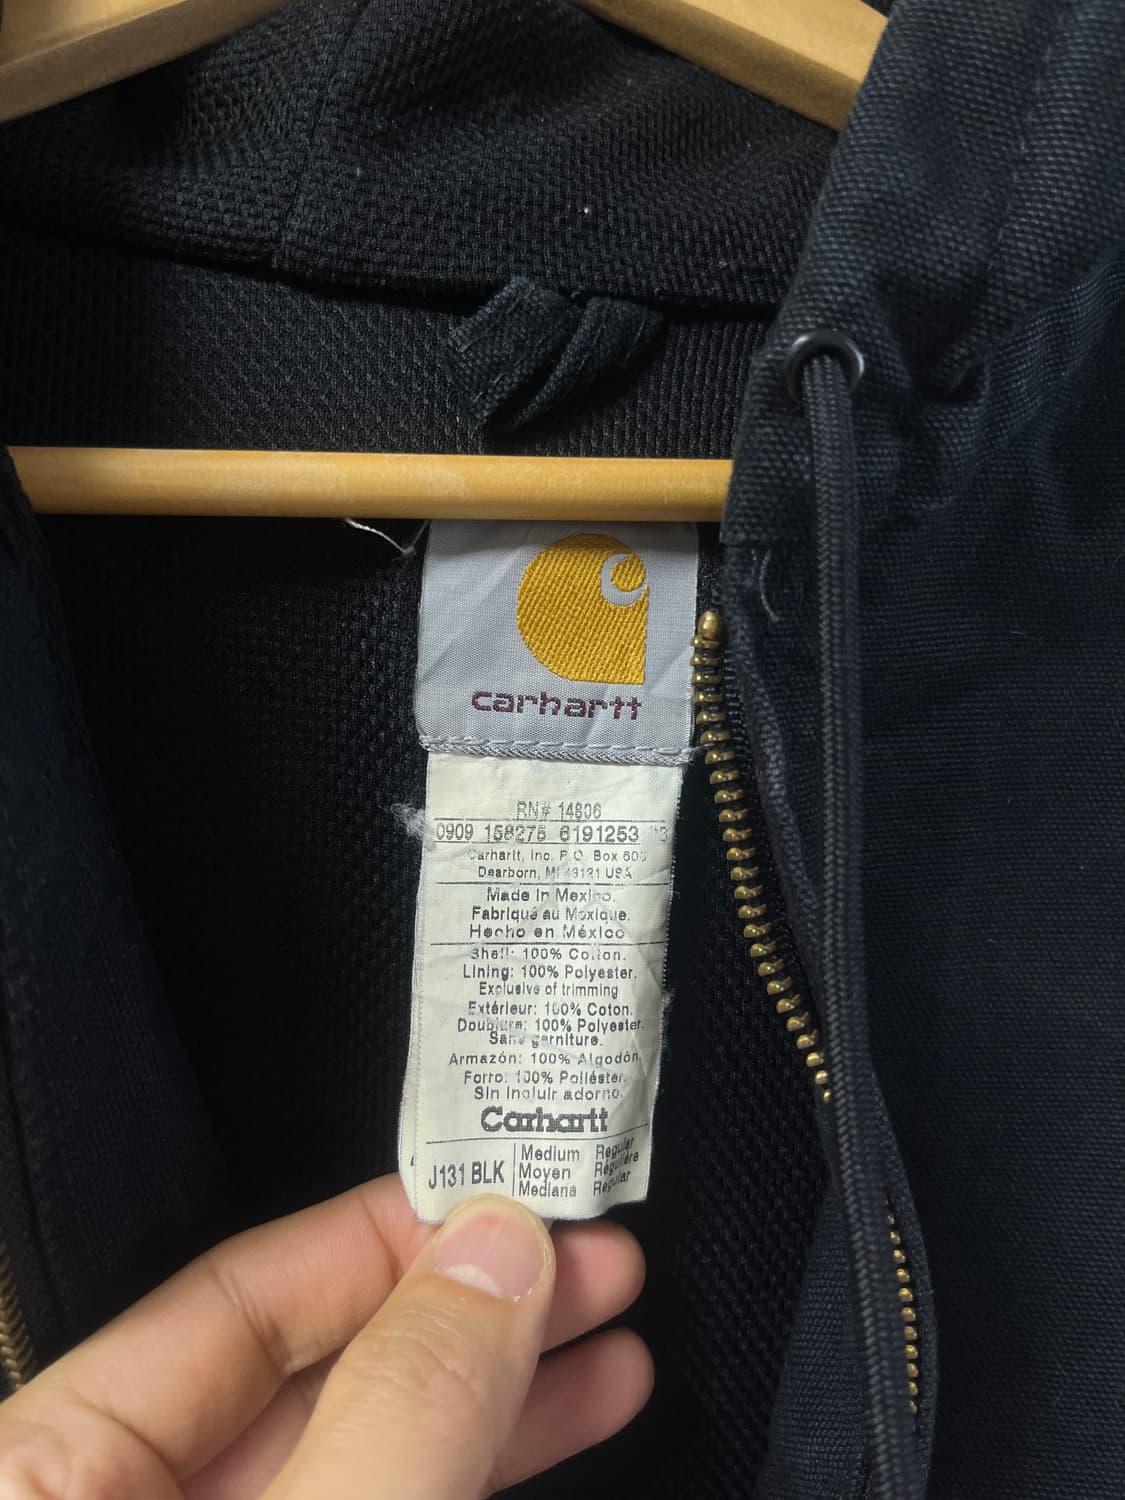 carhartt
RN# 14806
0909 158275 6191253
Carhartt, Inc. P.O. Box 600
Dearborn, MI 48121 USA
Made in Mexico.
Fabriqué au Mexique.
Hecho en México
Shell: 100% Cotton.
Lining: 100% Polyester.
Exclusive of trimming
Extérieur: 100% Coton.
Doublure: 100% Polyester.
Sans garniture.
Armazón: 100% Algodón.
Forro: 100% Poliéster.
Sin incluir adorno.
Carhartt
J131 BLK
Medium Regular
Moyen Régulière
Mediana Regular